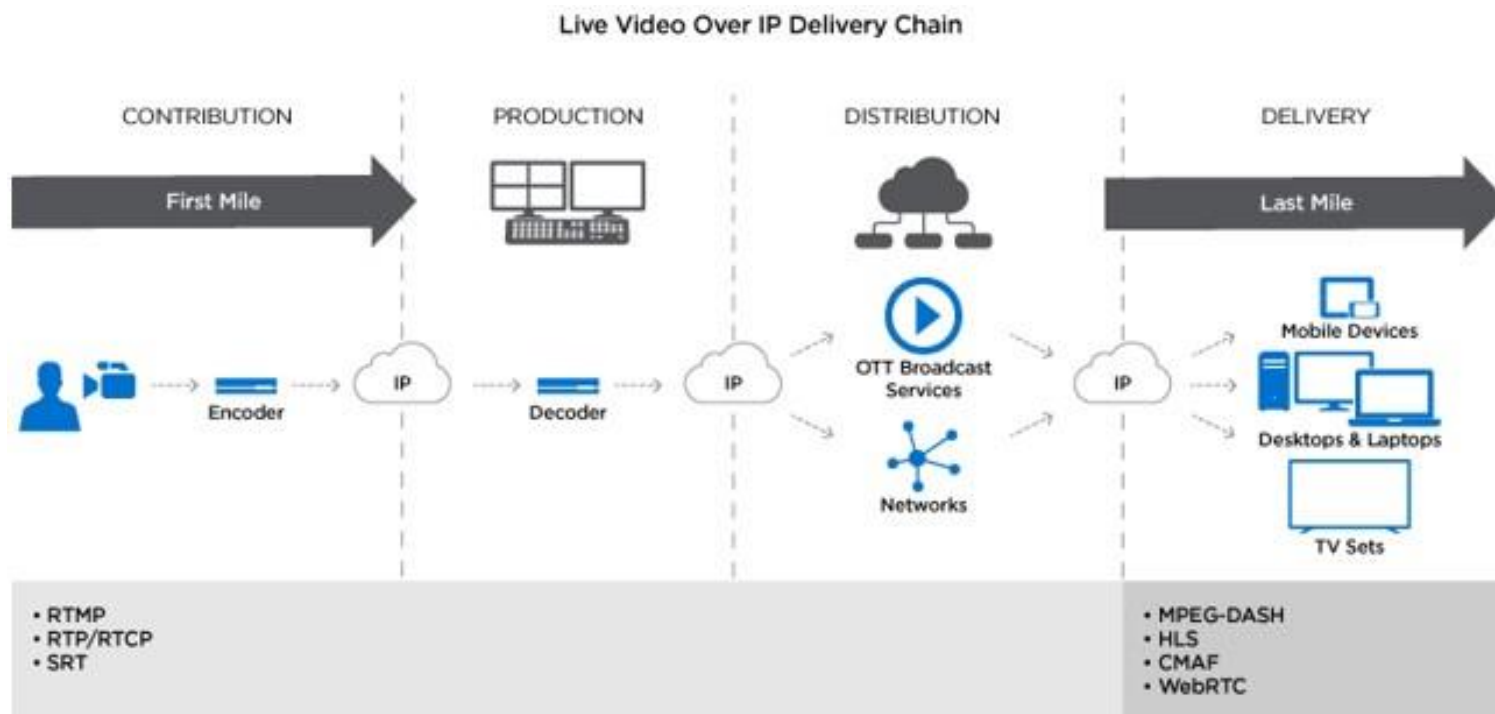 Live Video Over IP Delivery Chain
CONTRIBUTION
PRODUCTION
DISTRIBUTION
DELIVERY
First Mile
Last Mile
Encoder
IP
Decoder
IP
OTT Broadcast
Services
Networks
IP
Mobile Devices
Desktops & Laptops
TV Sets
• RTMP
• RTP/RTCP
• SRT
• MPEG-DASH
• HLS
• CMAF
• WebRTC